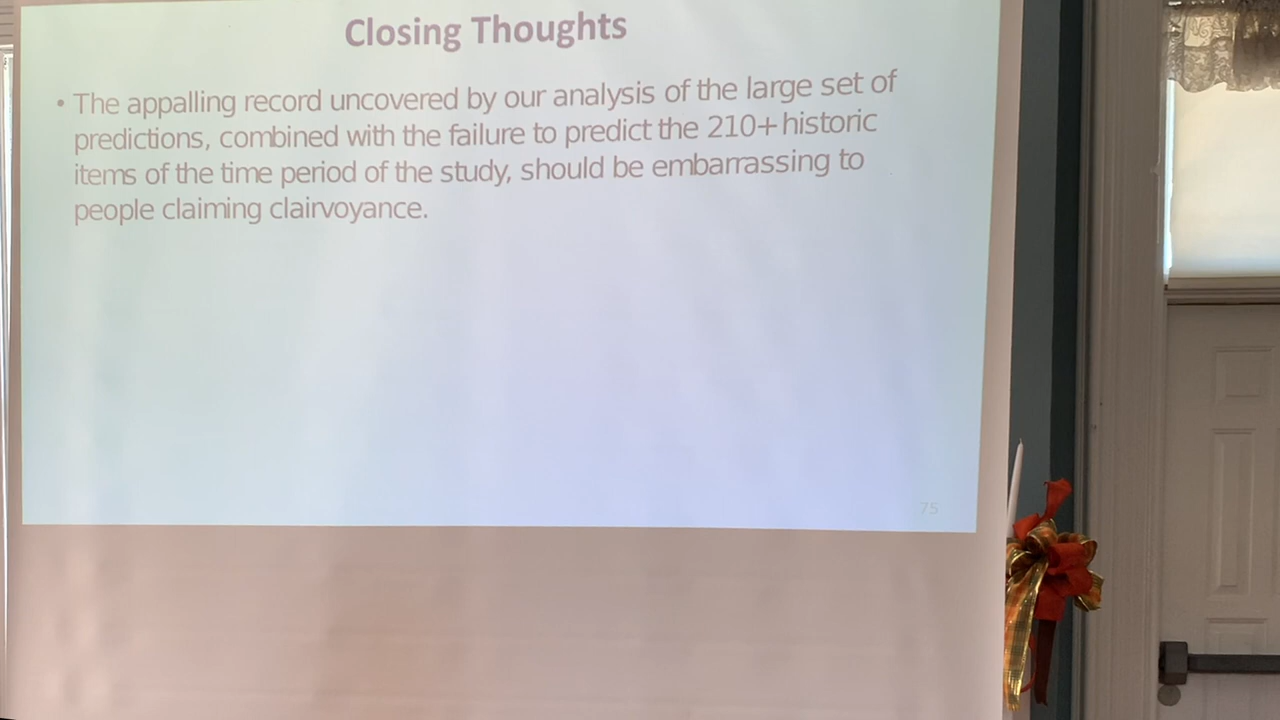 Closing Thoughts
• The appalling record uncovered by our analysis of the large set of
predictions, combined with the failure to predict the 210+ historic
items of the time period of the study, should be embarrassing to
people claiming clairvoyance.
75